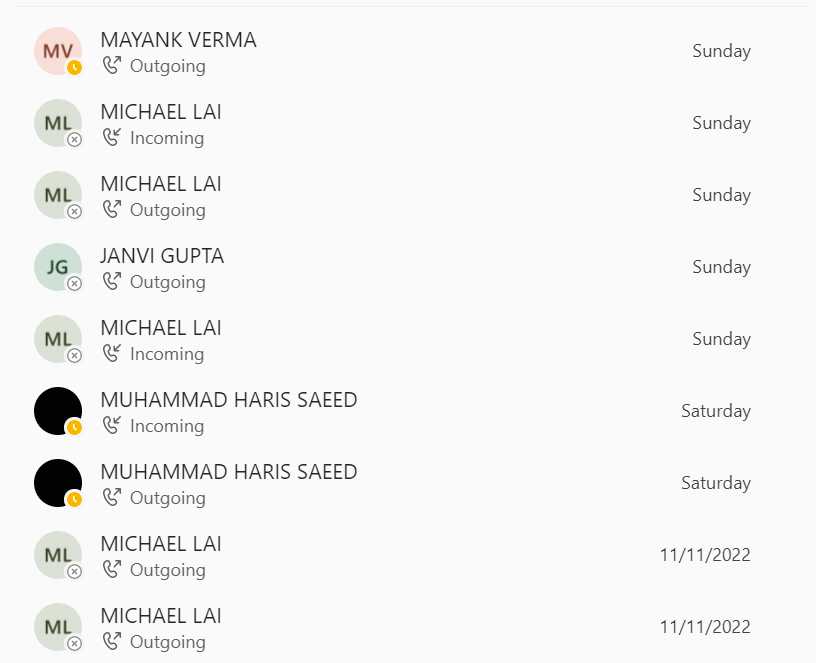 MV MAYANK VERMA
Outgoing
Sunday
ML MICHAEL LAI
Incoming
Sunday
ML MICHAEL LAI
Outgoing
Sunday
JG JANVI GUPTA
Outgoing
Sunday
ML MICHAEL LAI
Incoming
Sunday
MUHAMMAD HARIS SAEED
Incoming
Saturday
MUHAMMAD HARIS SAEED
Outgoing
Saturday
ML MICHAEL LAI
Outgoing
11/11/2022
ML MICHAEL LAI
Outgoing
11/11/2022